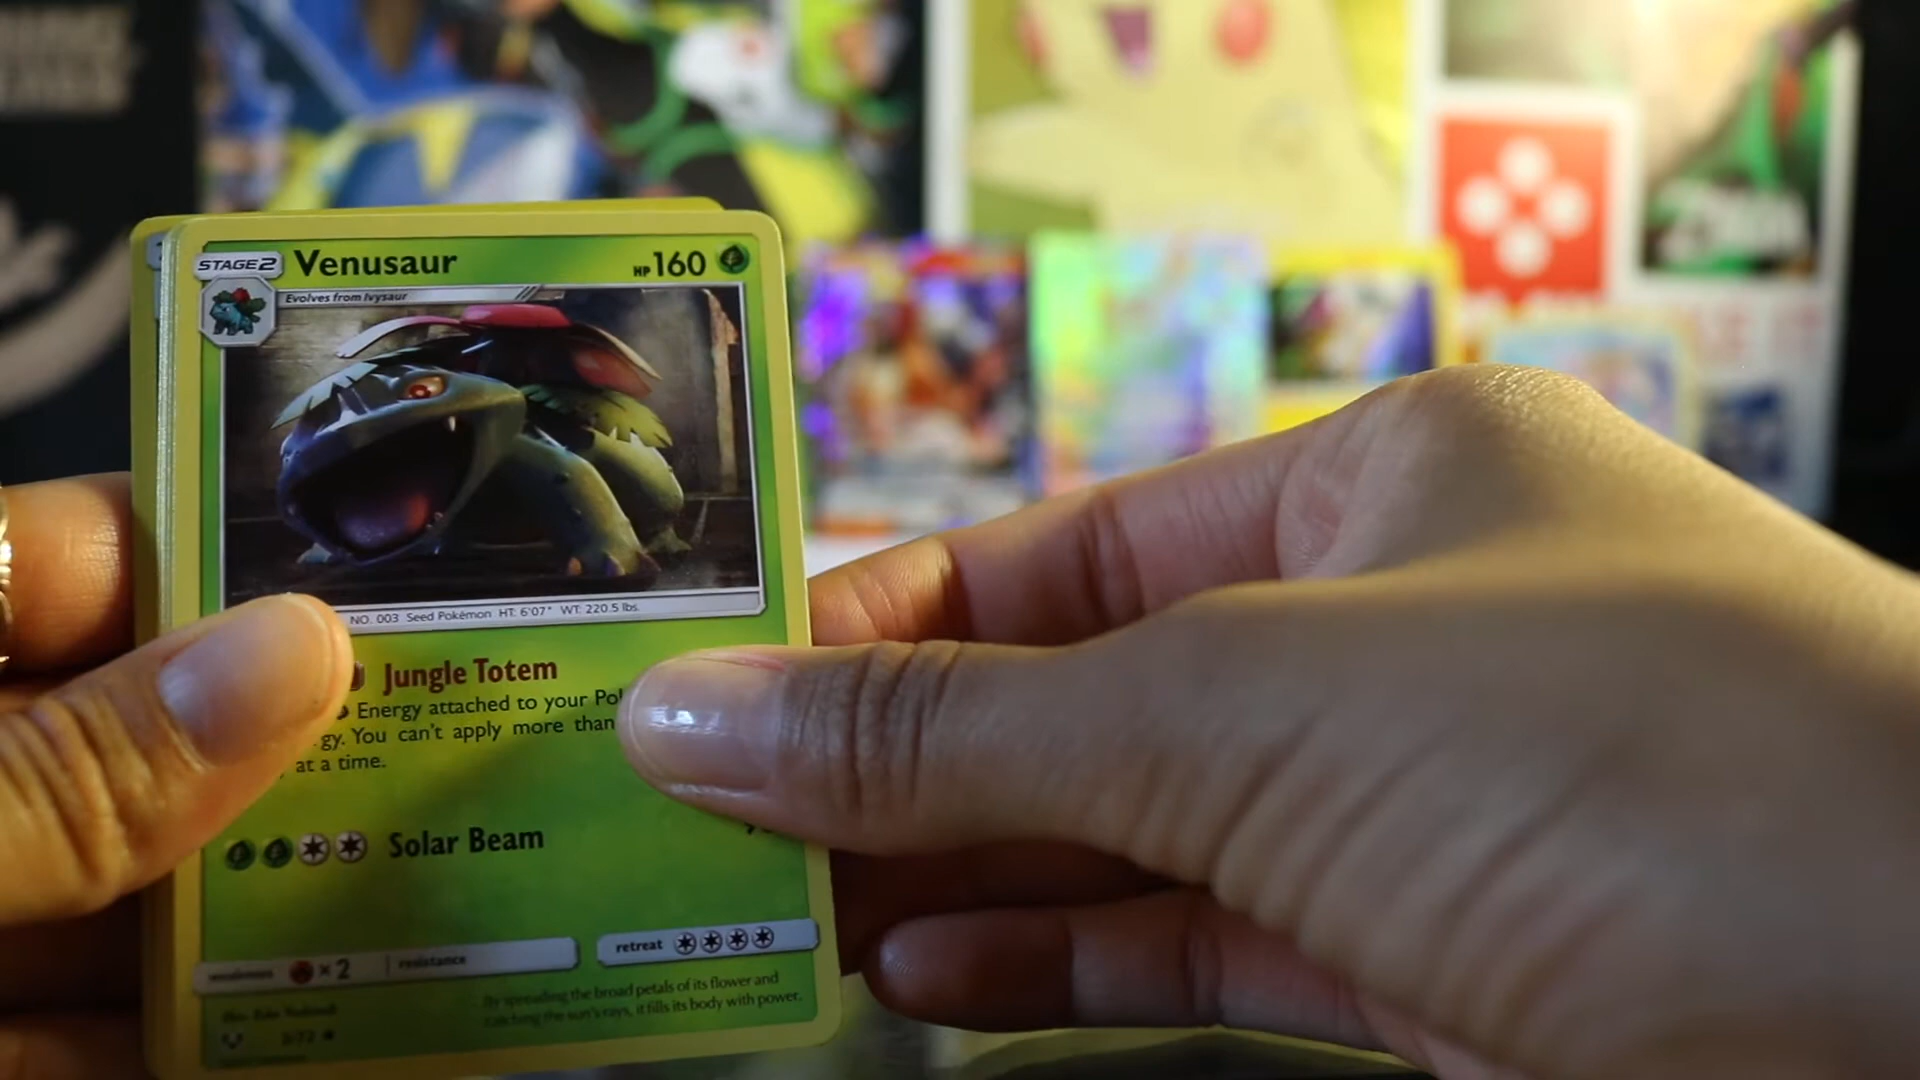 STAGE 2 Venusaur HP 160
Evolves from Ivysaur
NO. 003 Seed Pokémon HT: 6'07" WT: 220.5 lbs.
Jungle Totem
Energy attached to your Pok
gy. You can't apply more than
at a time.
Solar Beam
weakness ×2 resistance
retreat
By spreading the broad petals of its flower and
catching the sun's rays, it fills its body with power.